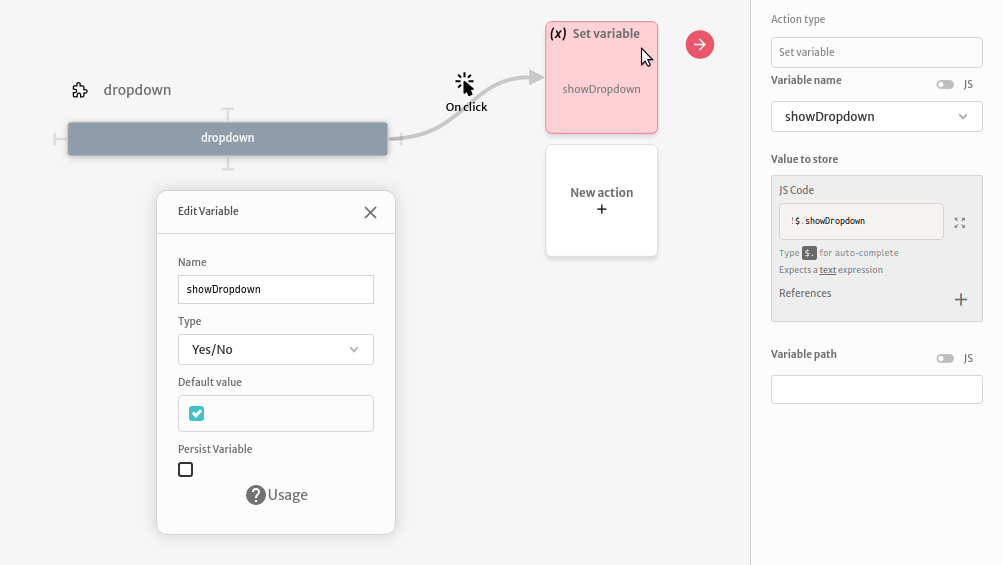 dropdown
dropdown
On click
(x) Set variable
showDropdown
New action
+
Edit Variable
Name
showDropdown
Type
Yes/No
Default value
Persist Variable
? Usage
Action type
Set variable
Variable name
JS
showDropdown
Value to store
JS Code
!$.showDropdown
Type $. for auto-complete
Expects a text expression
References
Variable path
JS